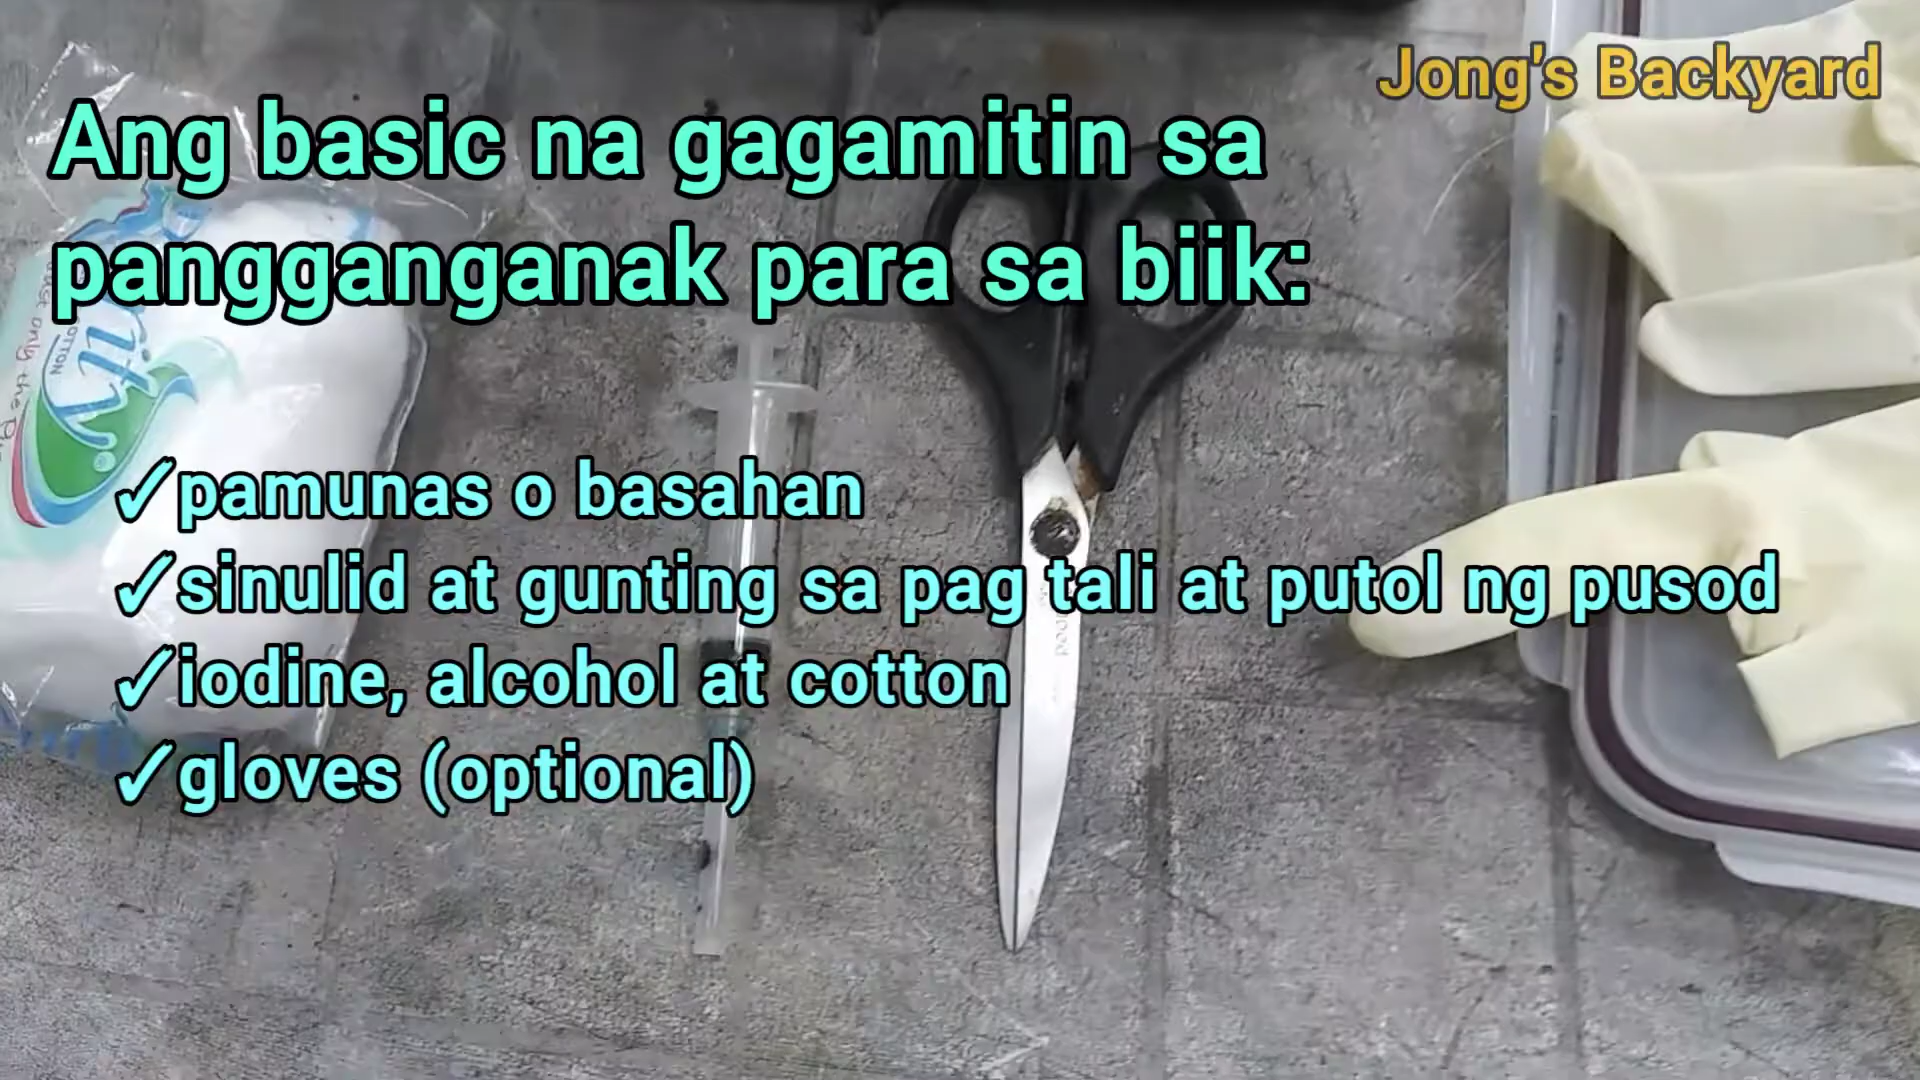 Jong's Backyard
Ang basic na gagamitin sa
pangganganak para sa biik:
✓pamunas o basahan
✓sinulid at gunting sa pag tali at putol ng pusod
✓iodine, alcohol at cotton
✓gloves (optional)